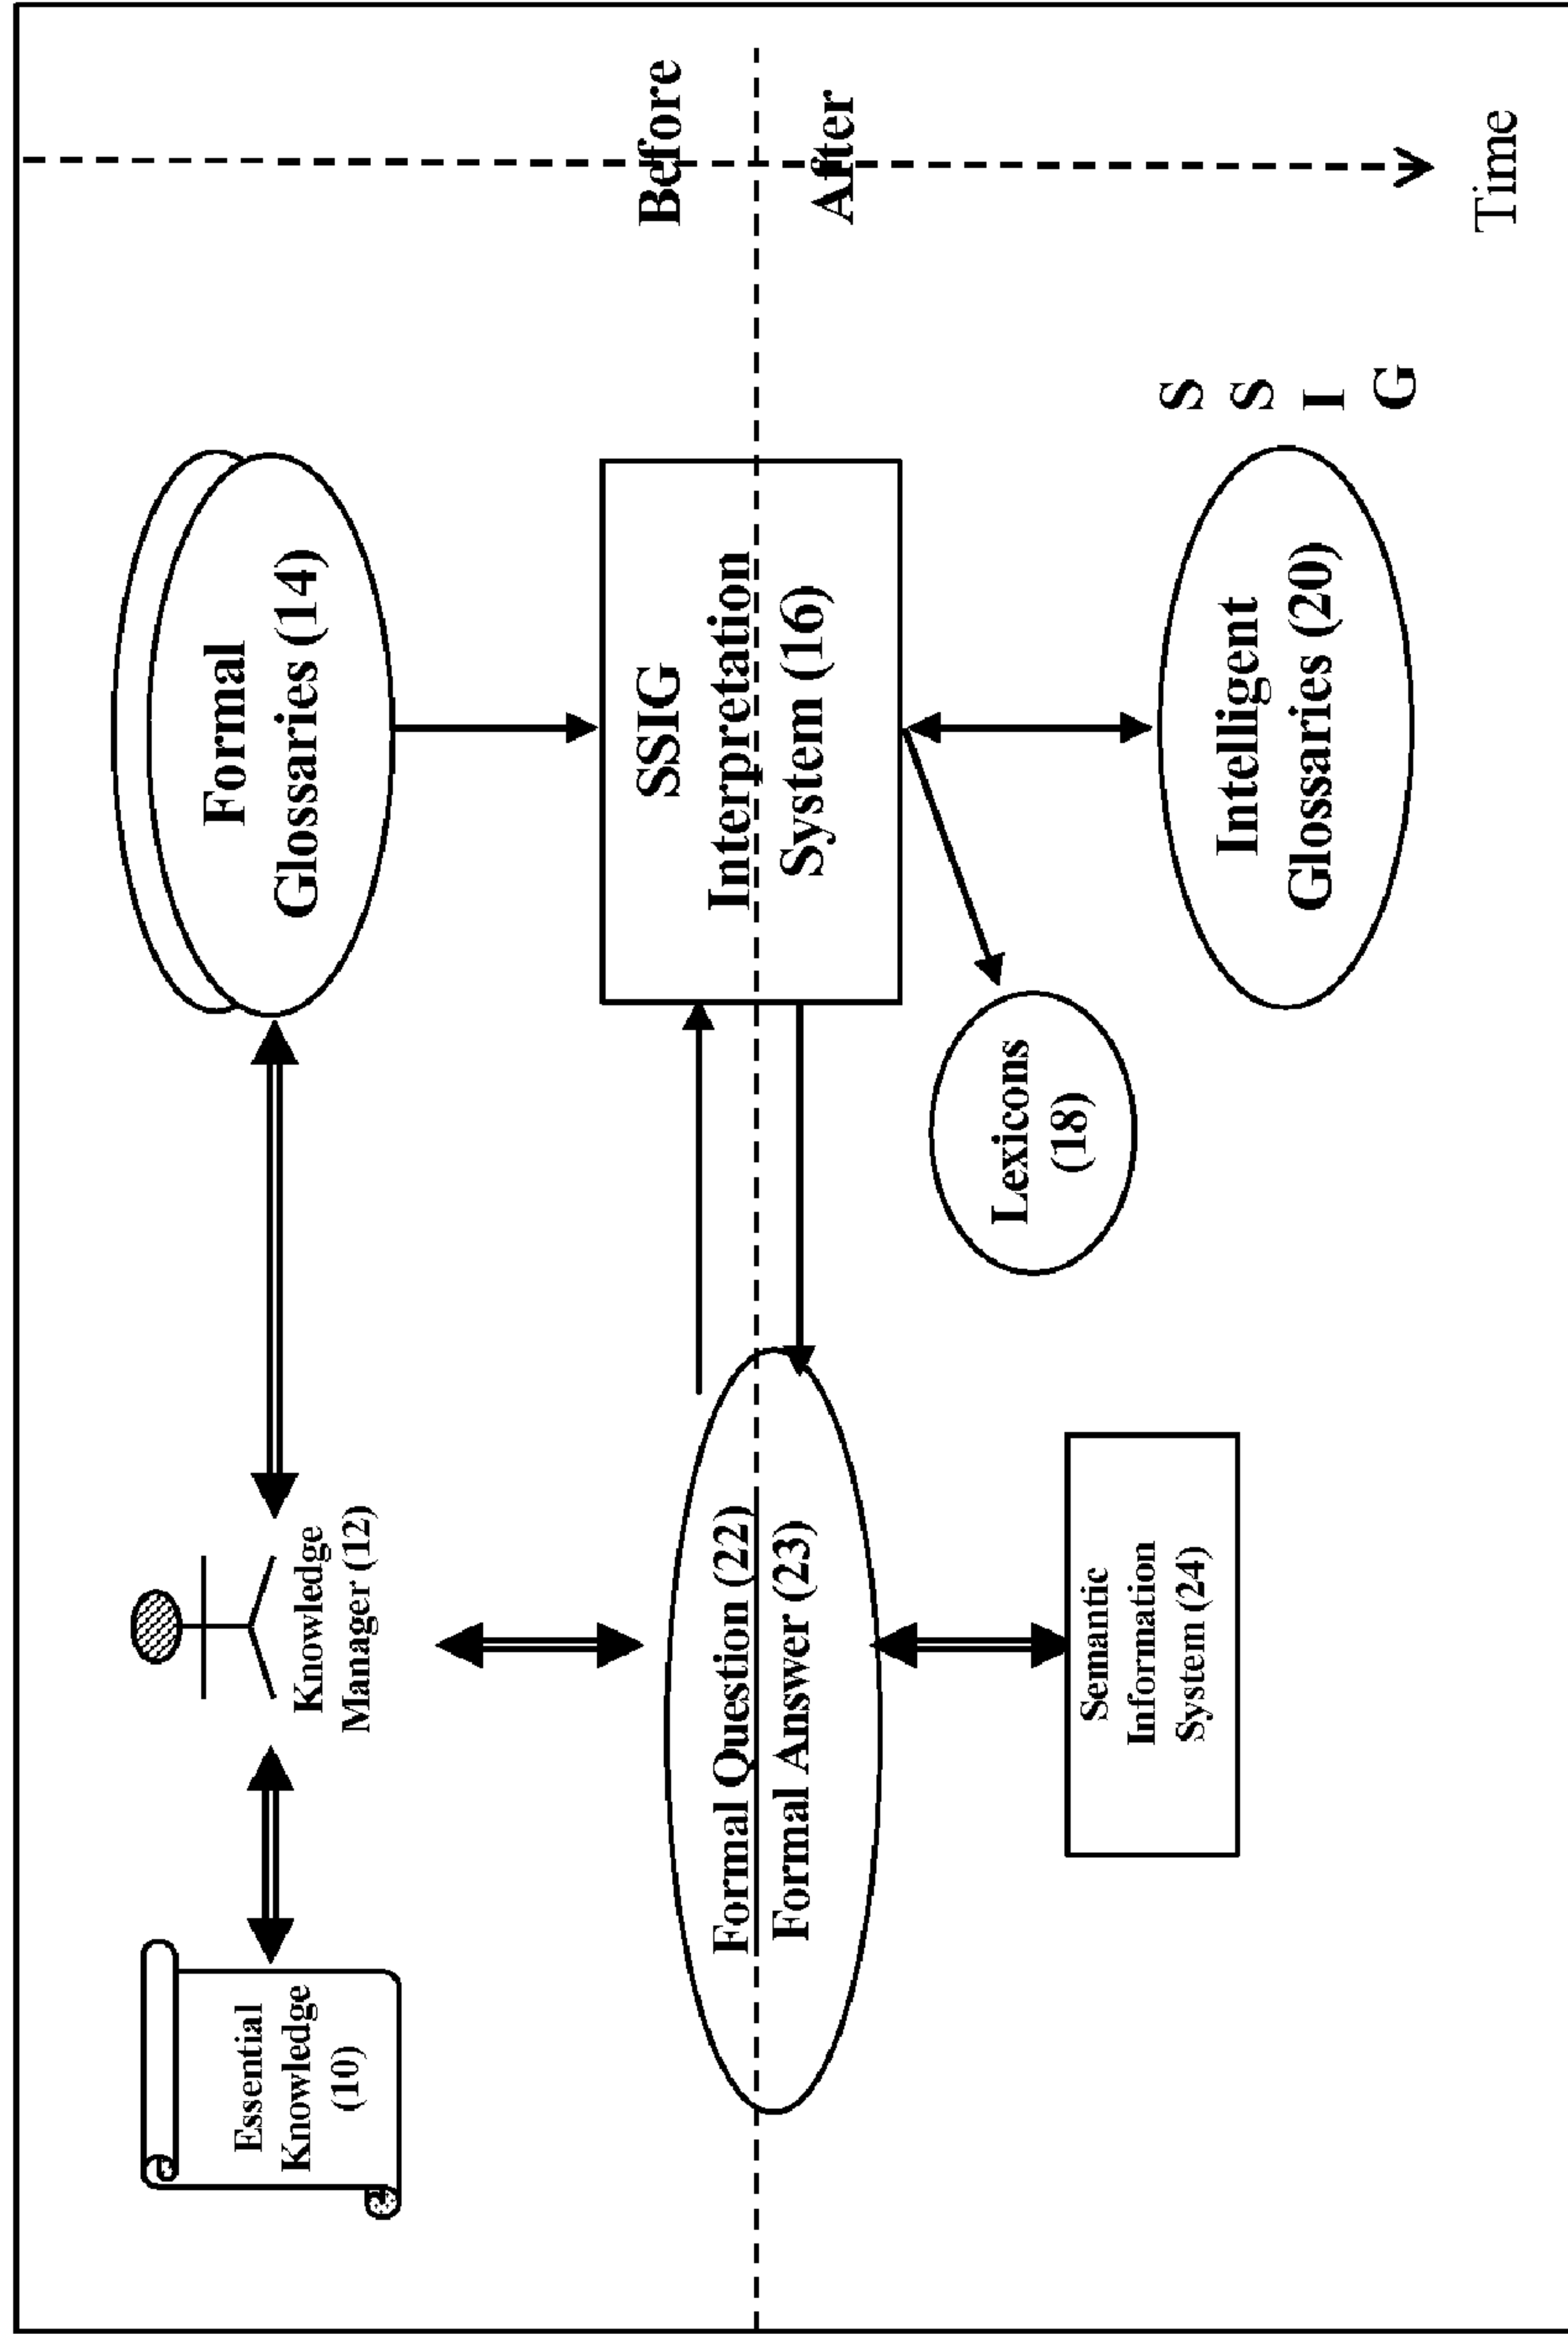 Essential
Knowledge
(10)
Knowledge
Manager (12)
Formal
Glossaries (14)
Formal Question (22)
Formal Answer (23)
SSIG
Interpretation
System (16)
Before
After
Lexicons
(18)
Semantic
Information
System (24)
Intelligent
Glossaries (20)
S
S
I
G
Time